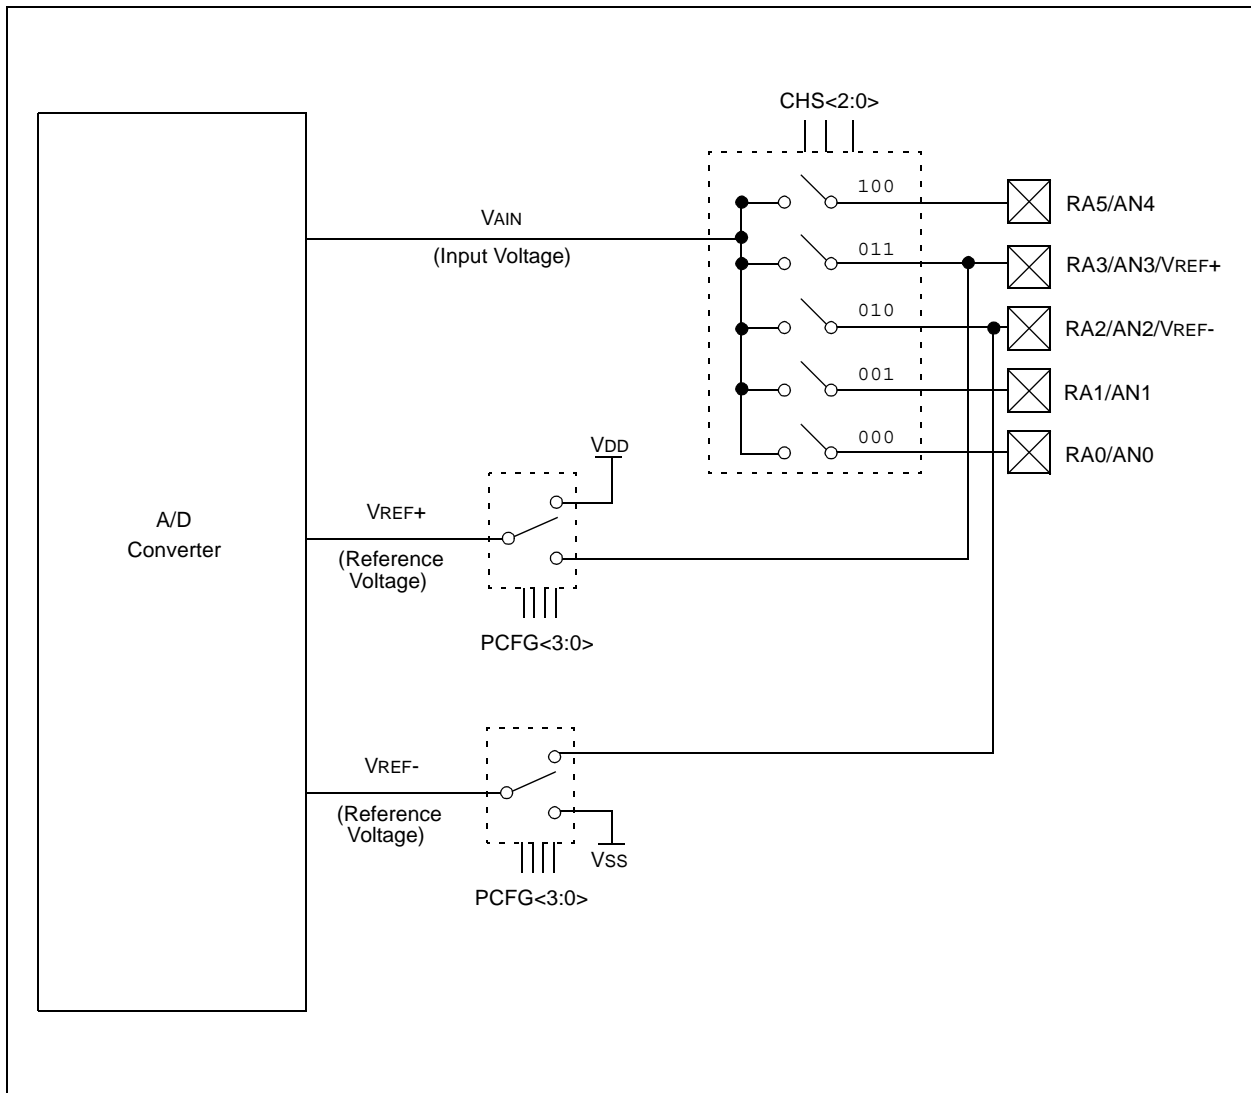 CHS<2:0>
100
RA5/AN4
VAIN
(Input Voltage)
011
RA3/AN3/VREF+
010
RA2/AN2/VREF-
001
RA1/AN1
000
RA0/AN0
VDD
A/D
Converter
VREF+
(Reference
Voltage)
PCFG<3:0>
VREF-
(Reference
Voltage)
VSS
PCFG<3:0>